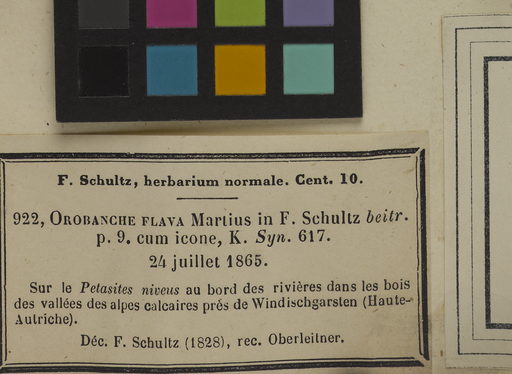 F. Schultz, herbarium normale. Cent. 10.
922, OROBANCHE FLAVA Martius in F. Schultz beitr.
p. 9. cum icone, K. Syn. 617.
24 juillet 1865.
Sur le Petasites niveus au bord des rivières dans les bois
des vallées des alpes calcaires prés de Windischgarsten (Haute-
Autriche).
Déc. F. Schultz (1828), rec. Oberleitner.